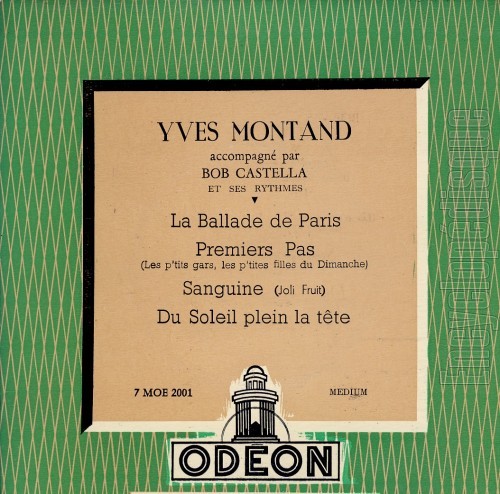 YVES MONTAND
accompagné par
BOB CASTELLA
ET SES RYTHMES
La Ballade de Paris
Premiers Pas
(Les p'tits gars, les p'tites filles du Dimanche)
Sanguine (Joli Fruit)
Du Soleil plein la tête
7 MOE 2001 MEDIUM
ODEON